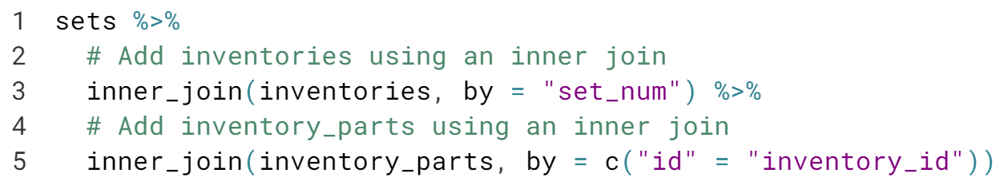 1 sets %>%
2 # Add inventories using an inner join
3 inner_join(inventories, by = "set_num") %>%
4 # Add inventory_parts using an inner join
5 inner_join(inventory_parts, by = c("id" = "inventory_id"))